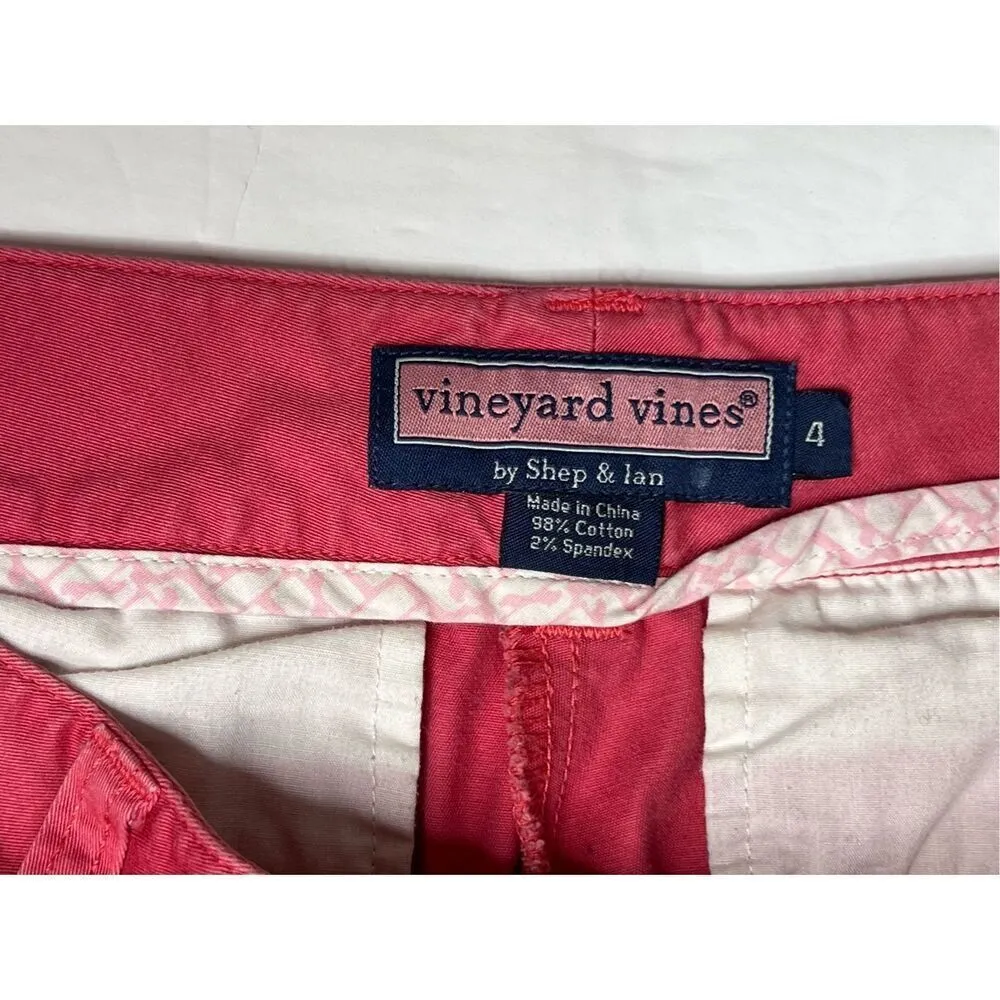 vineyard vines®
4
by Shep & Ian
Made in China
98% Cotton
2% Spandex